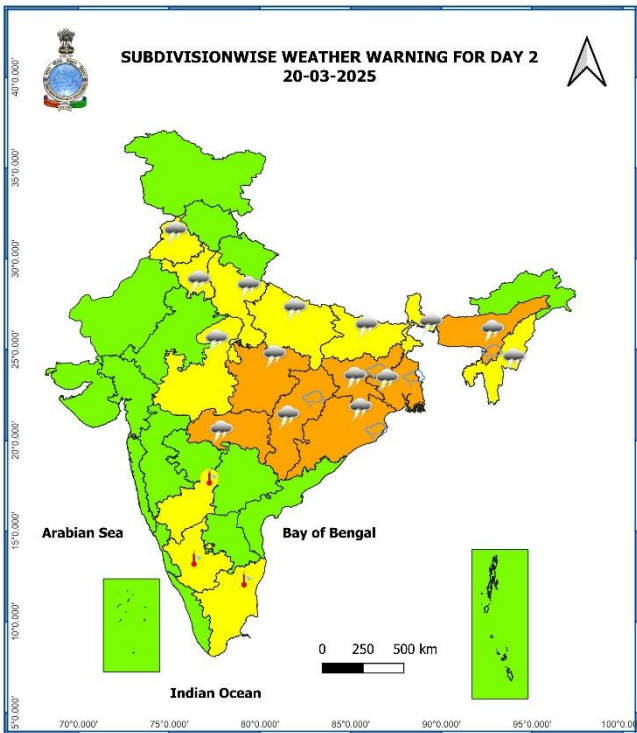 SUBDIVISIONWISE WEATHER WARNING FOR DAY 2
20-03-2025
40°0.000'
35°0.000'
30°0.000'
25°0.000'
20°0.000'
15°0.000'
10°0.000'
5°0.000'
Arabian Sea
Bay of Bengal
0 250 500 km
Indian Ocean
70°0.000' 75°0.000' 80°0.000' 85°0.000' 90°0.000' 95°0.000'